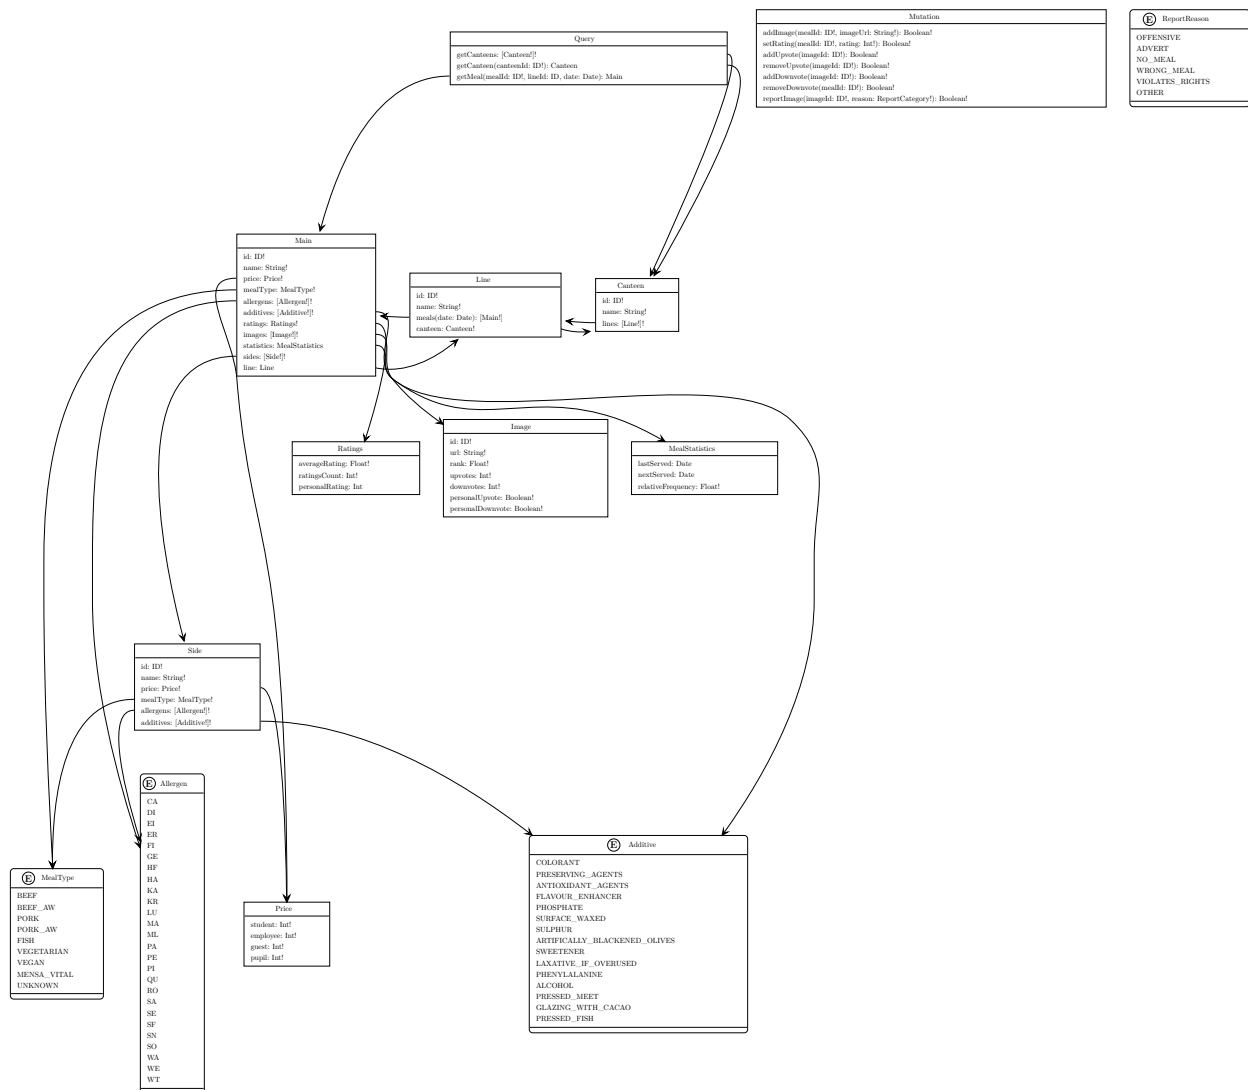 Query
getCanteens: [Canteen!]!
getCanteen(canteenId: ID!): Canteen
getMeal(mealId: ID!, lineId: ID, date: Date): Main
Mutation
addImage(mealId: ID!, imageUrl: String!): Boolean!
setRating(mealId: ID!, rating: Int!): Boolean!
addUpvote(imageId: ID!): Boolean!
removeUpvote(imageId: ID!): Boolean!
addDownvote(imageId: ID!): Boolean!
removeDownvote(mealId: ID!): Boolean!
reportImage(imageId: ID!, reason: ReportCategory!): Boolean!
E ReportReason
OFFENSIVE
ADVERT
NO_MEAL
WRONG_MEAL
VIOLATES_RIGHTS
OTHER
Main
id: ID!
name: String!
price: Price!
mealType: MealType!
allergens: [Allergen!]!
additives: [Additive!]!
ratings: Ratings!
images: [Image!]!
statistics: MealStatistics
sides: [Side!]!
line: Line
Line
id: ID!
name: String!
meals(date: Date): [Main!]
canteen: Canteen!
Canteen
id: ID!
name: String!
lines: [Line!]!
Ratings
averageRating: Float!
ratingsCount: Int!
personalRating: Int
Image
id: ID!
url: String!
rank: Float!
upvotes: Int!
downvotes: Int!
personalUpvote: Boolean!
personalDownvote: Boolean!
MealStatistics
lastServed: Date
nextServed: Date
relativeFrequency: Float!
Side
id: ID!
name: String!
price: Price!
mealType: MealType!
allergens: [Allergen!]!
additives: [Additive!]!
E MealType
BEEF
BEEF_AW
PORK
PORK_AW
FISH
VEGETARIAN
VEGAN
MENSA_VITAL
UNKNOWN
E Allergen
CA
DI
EI
ER
FI
GE
HF
HA
KA
KR
LU
MA
ML
PA
PE
PI
QU
RO
SA
SE
SF
SN
SO
WA
WE
WT
Price
student: Int!
employee: Int!
guest: Int!
pupil: Int!
E Additive
COLORANT
PRESERVING_AGENTS
ANTIOXIDANT_AGENTS
FLAVOUR_ENHANCER
PHOSPHATE
SURFACE_WAXED
SULPHUR
ARTIFICALLY_BLACKENED_OLIVES
SWEETENER
LAXATIVE_IF_OVERUSED
PHENYLALANINE
ALCOHOL
PRESSED_MEET
GLAZING_WITH_CACAO
PRESSED_FISH